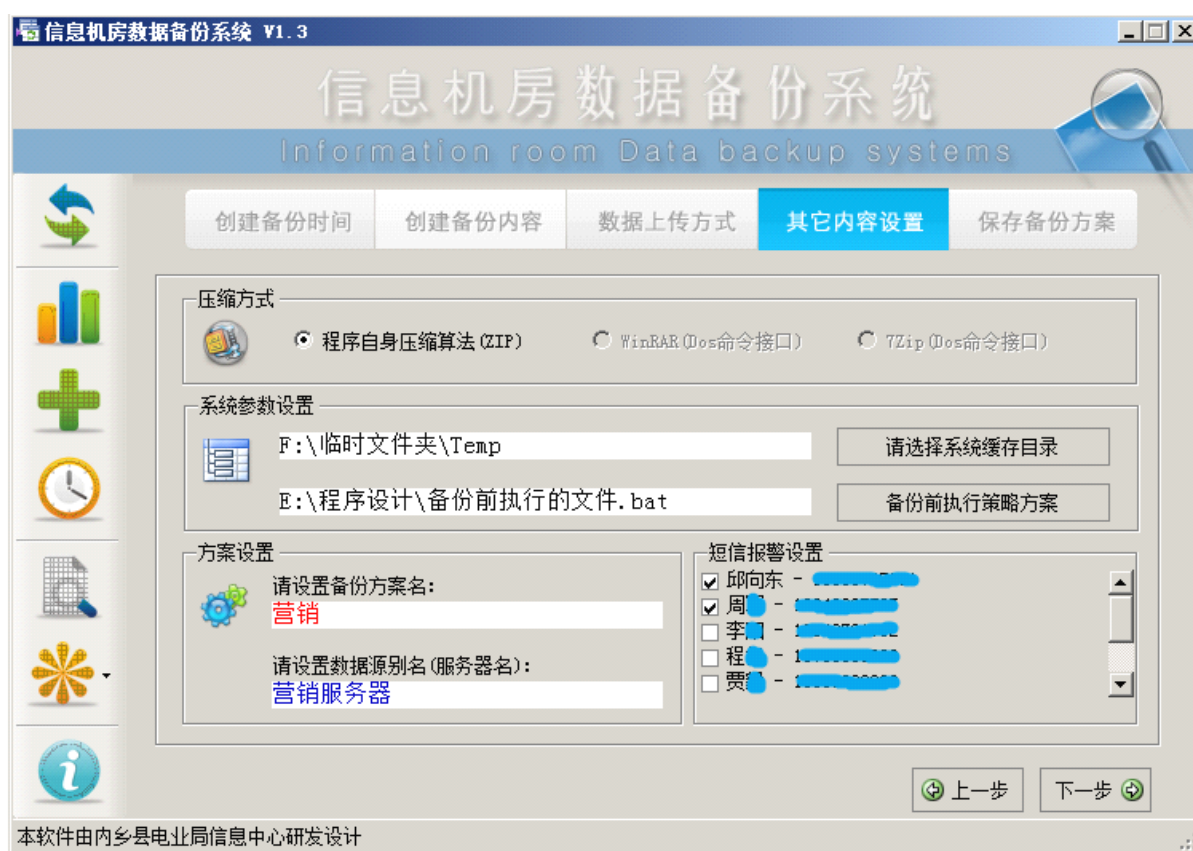 信息机房数据备份系统 V1.3
信息机房数据备份系统
Information room Data backup systems
创建备份时间 创建备份内容 数据上传方式 其它内容设置 保存备份方案
压缩方式
程序自身压缩算法(ZIP) WinRAR(Dos命令接口) 7Zip(Dos命令接口)
系统参数设置
F:\临时文件夹\Temp 请选择系统缓存目录
E:\程序设计\备份前执行的文件.bat 备份前执行策略方案
方案设置
请设置备份方案名:
营销
请设置数据源别名(服务器名):
营销服务器
短信报警设置
邱向东 -
周 -
李 -
程 -
贾 -
上一步 下一步
本软件由内乡县电业局信息中心研发设计